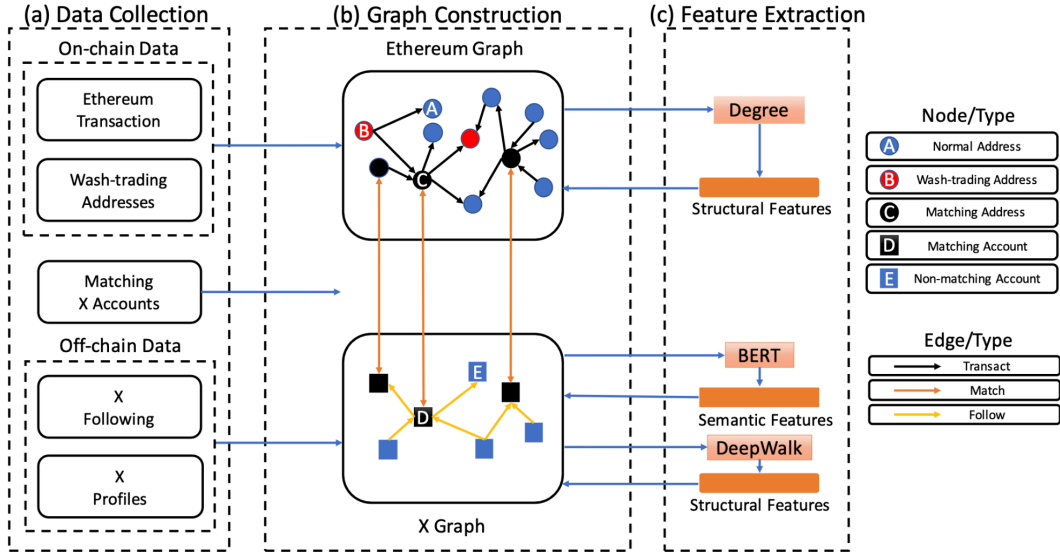 (a) Data Collection
On-chain Data
Ethereum
Transaction
Wash-trading
Addresses
Matching
X Accounts
Off-chain Data
X
Following
X
Profiles
(b) Graph Construction
Ethereum Graph
A
B
C
D
E
X Graph
(c) Feature Extraction
Degree
Structural Features
BERT
Semantic Features
DeepWalk
Structural Features
Node/Type
A Normal Address
B Wash-trading Address
C Matching Address
D Matching Account
E Non-matching Account
Edge/Type
Transact
Match
Follow